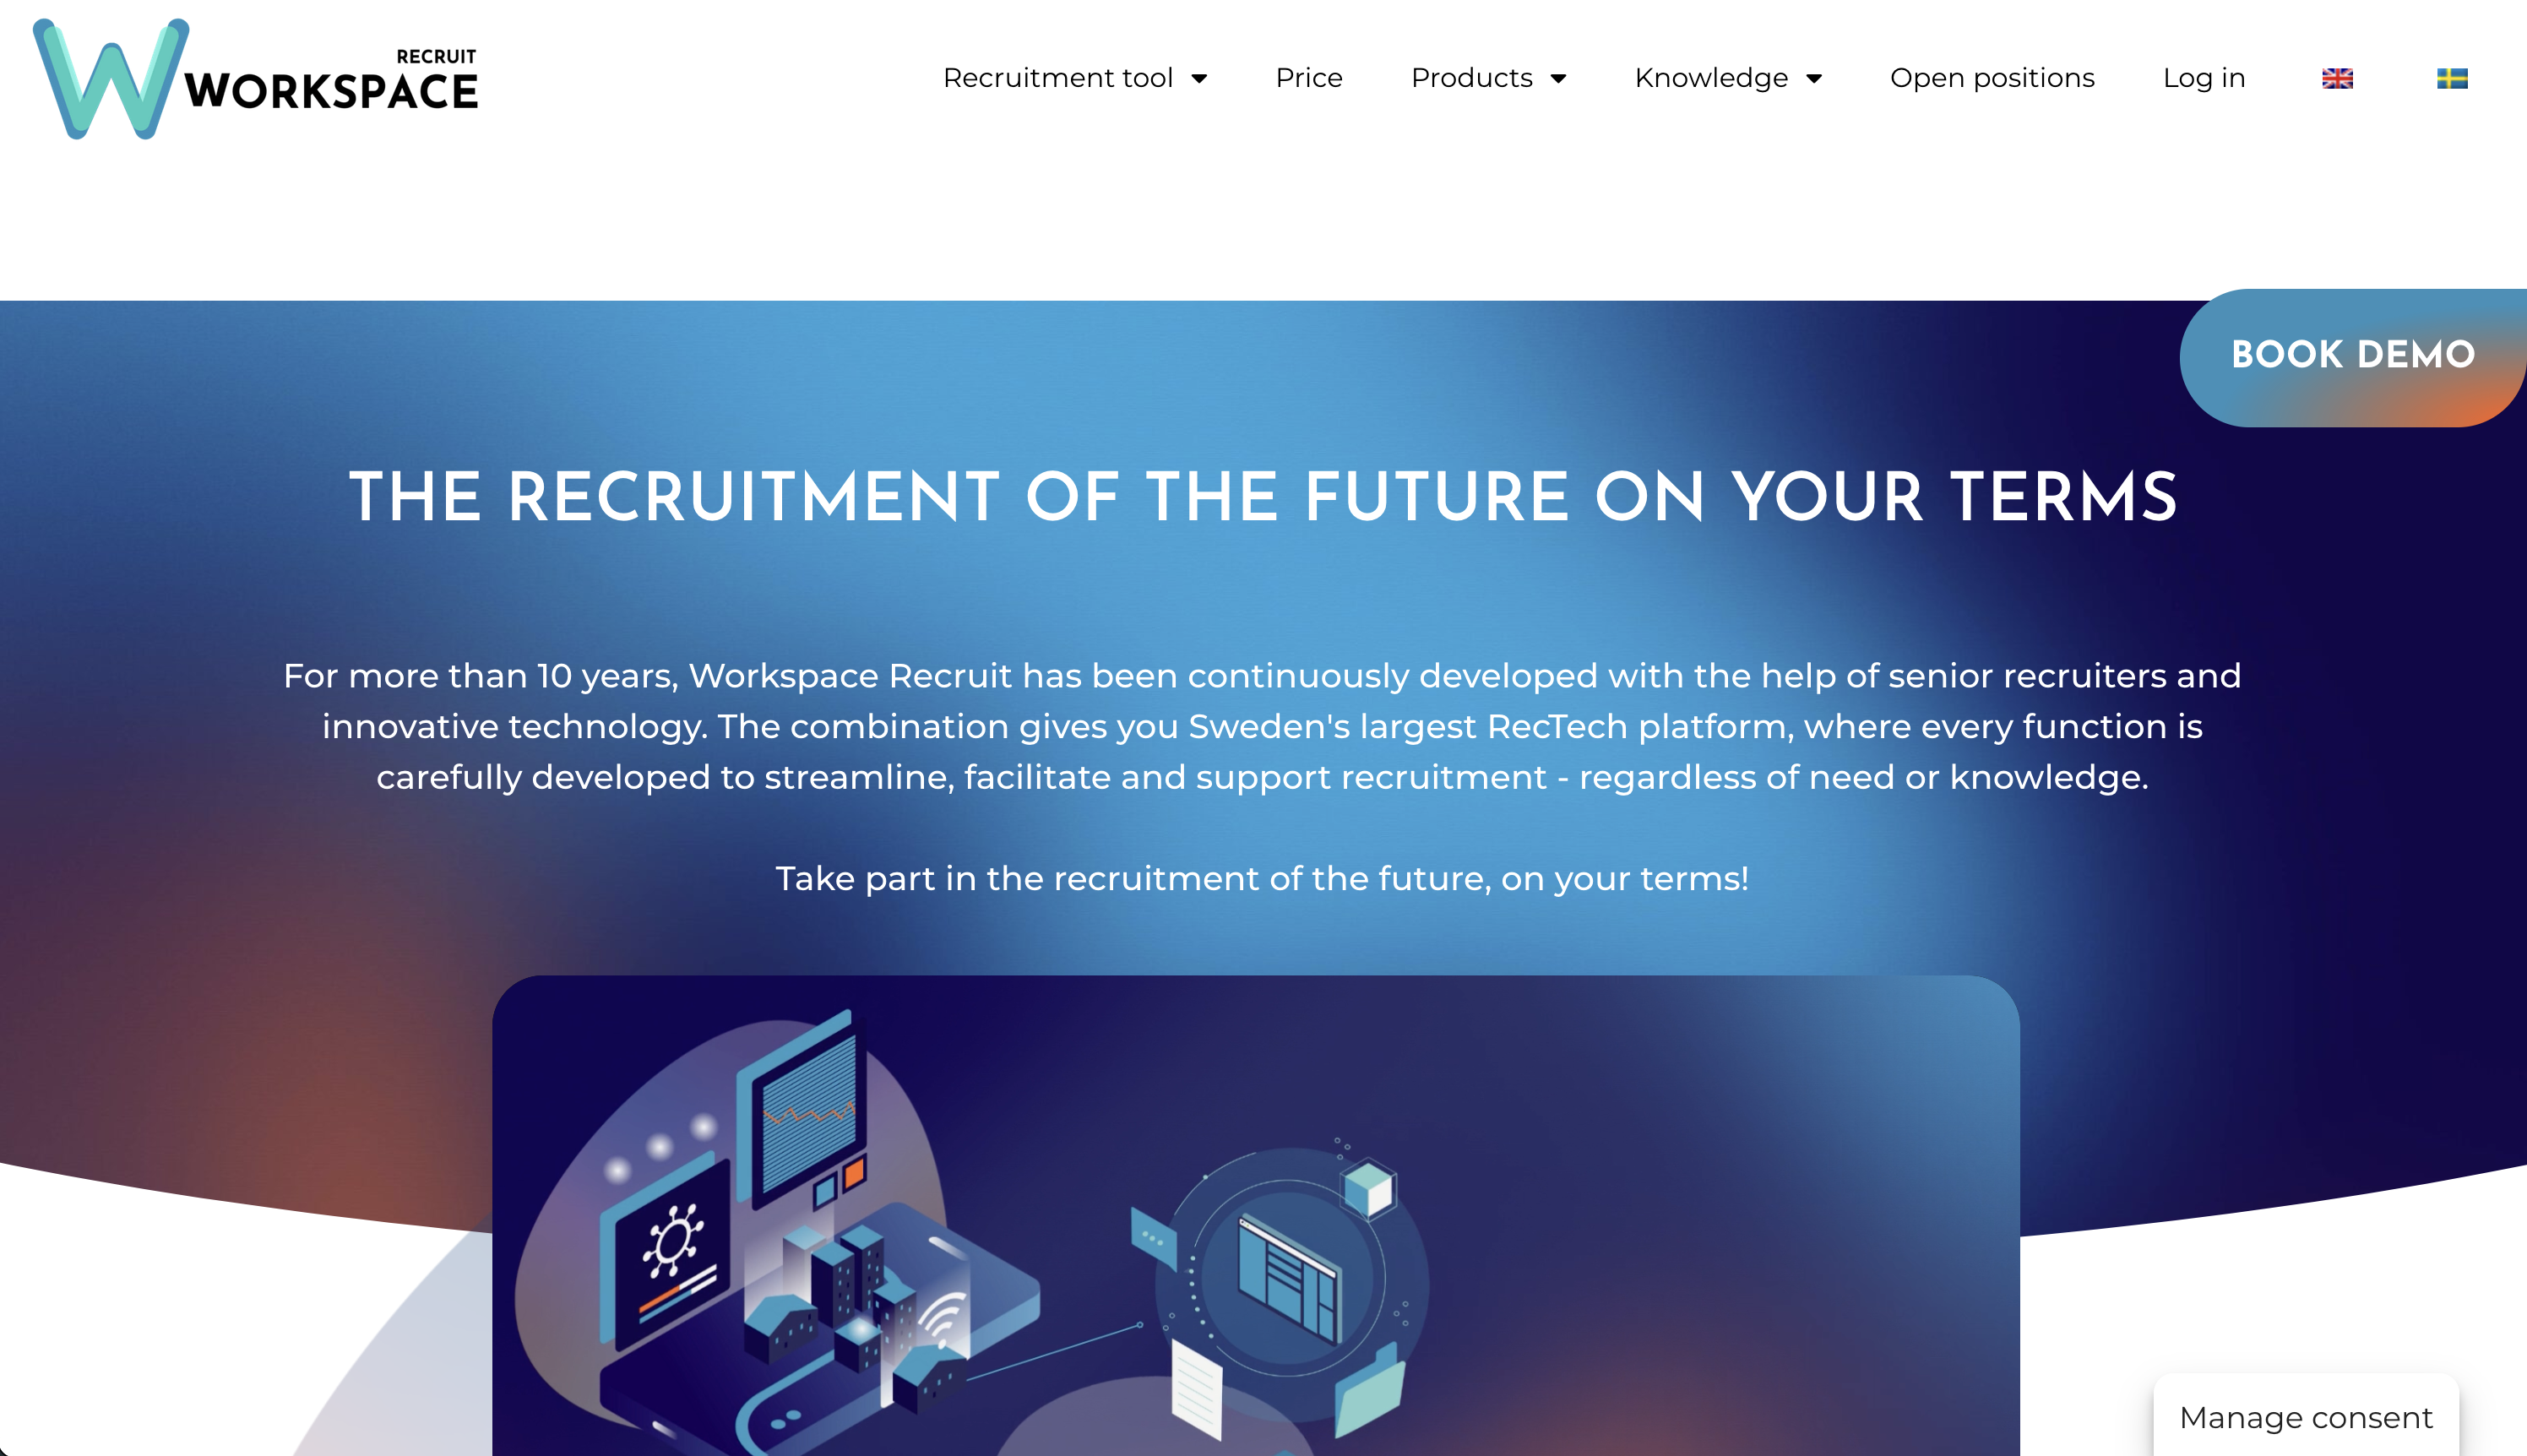 RECRUIT
WORKSPACE
Recruitment tool
Price
Products
Knowledge
Open positions
Log in
BOOK DEMO
THE RECRUITMENT OF THE FUTURE ON YOUR TERMS
For more than 10 years, Workspace Recruit has been continuously developed with the help of senior recruiters and
innovative technology. The combination gives you Sweden's largest RecTech platform, where every function is
carefully developed to streamline, facilitate and support recruitment - regardless of need or knowledge.
Take part in the recruitment of the future, on your terms!
Manage consent